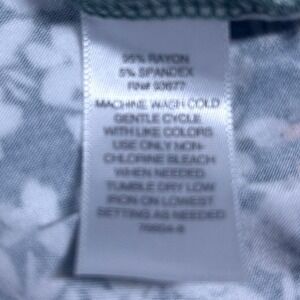 95% RAYON
5% SPANDEX
RN# 93677
MACHINE WASH COLD
GENTLE CYCLE
WITH LIKE COLORS
USE ONLY NON-
CHLORINE BLEACH
WHEN NEEDED
TUMBLE DRY LOW
IRON ON LOWEST
SETTING AS NEEDED